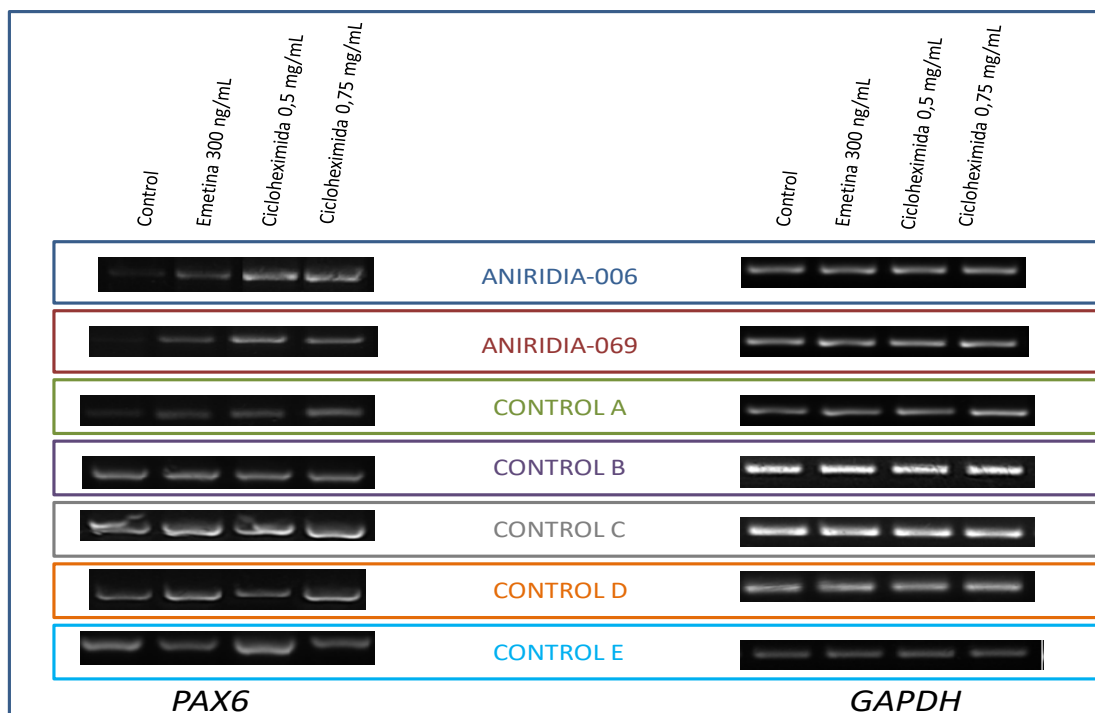 Control
Emetina 300 ng/mL
Cicloheximida 0,5 mg/mL
Cicloheximida 0,75 mg/mL
Control
Emetina 300 ng/mL
Cicloheximida 0,5 mg/mL
Cicloheximida 0,75 mg/mL
ANIRIDIA-006
ANIRIDIA-069
CONTROL A
CONTROL B
CONTROL C
CONTROL D
CONTROL E
PAX6
GAPDH